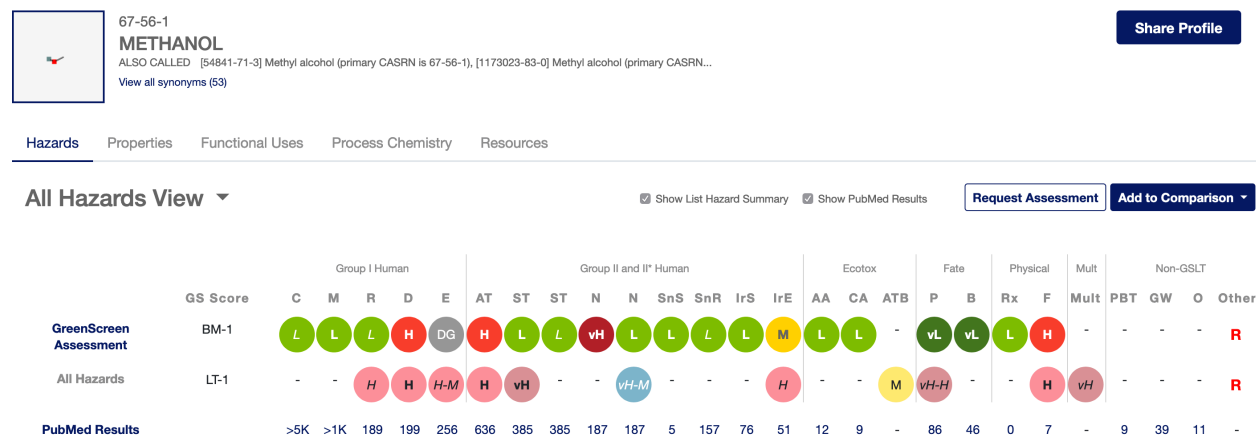 67-56-1
METHANOL
ALSO CALLED [54841-71-3] Methyl alcohol (primary CASRN is 67-56-1), [1173023-83-0] Methyl alcohol (primary CASRN...
View all synonyms (53)
Share Profile
Hazards Properties Functional Uses Process Chemistry Resources
All Hazards View
Show List Hazard Summary Show PubMed Results Request Assessment Add to Comparison
Group I Human Group II and II* Human Ecotox Fate Physical Mult Non-GSLT
GS Score C M R D E AT ST ST N N SnS SnR IrS IrE AA CA ATB P B Rx F Mult PBT GW O Other
GreenScreen Assessment BM-1 L L L H DG H L L vH L L L L M L L - vL vL L H - - - - R
All Hazards LT-1 - - H H H-M H vH - - vH-M - - - H - - M vH-H - - H vH - - - R
PubMed Results >5K >1K 189 199 256 636 385 385 187 187 5 157 76 51 12 9 - 86 46 0 7 - 9 39 11 -